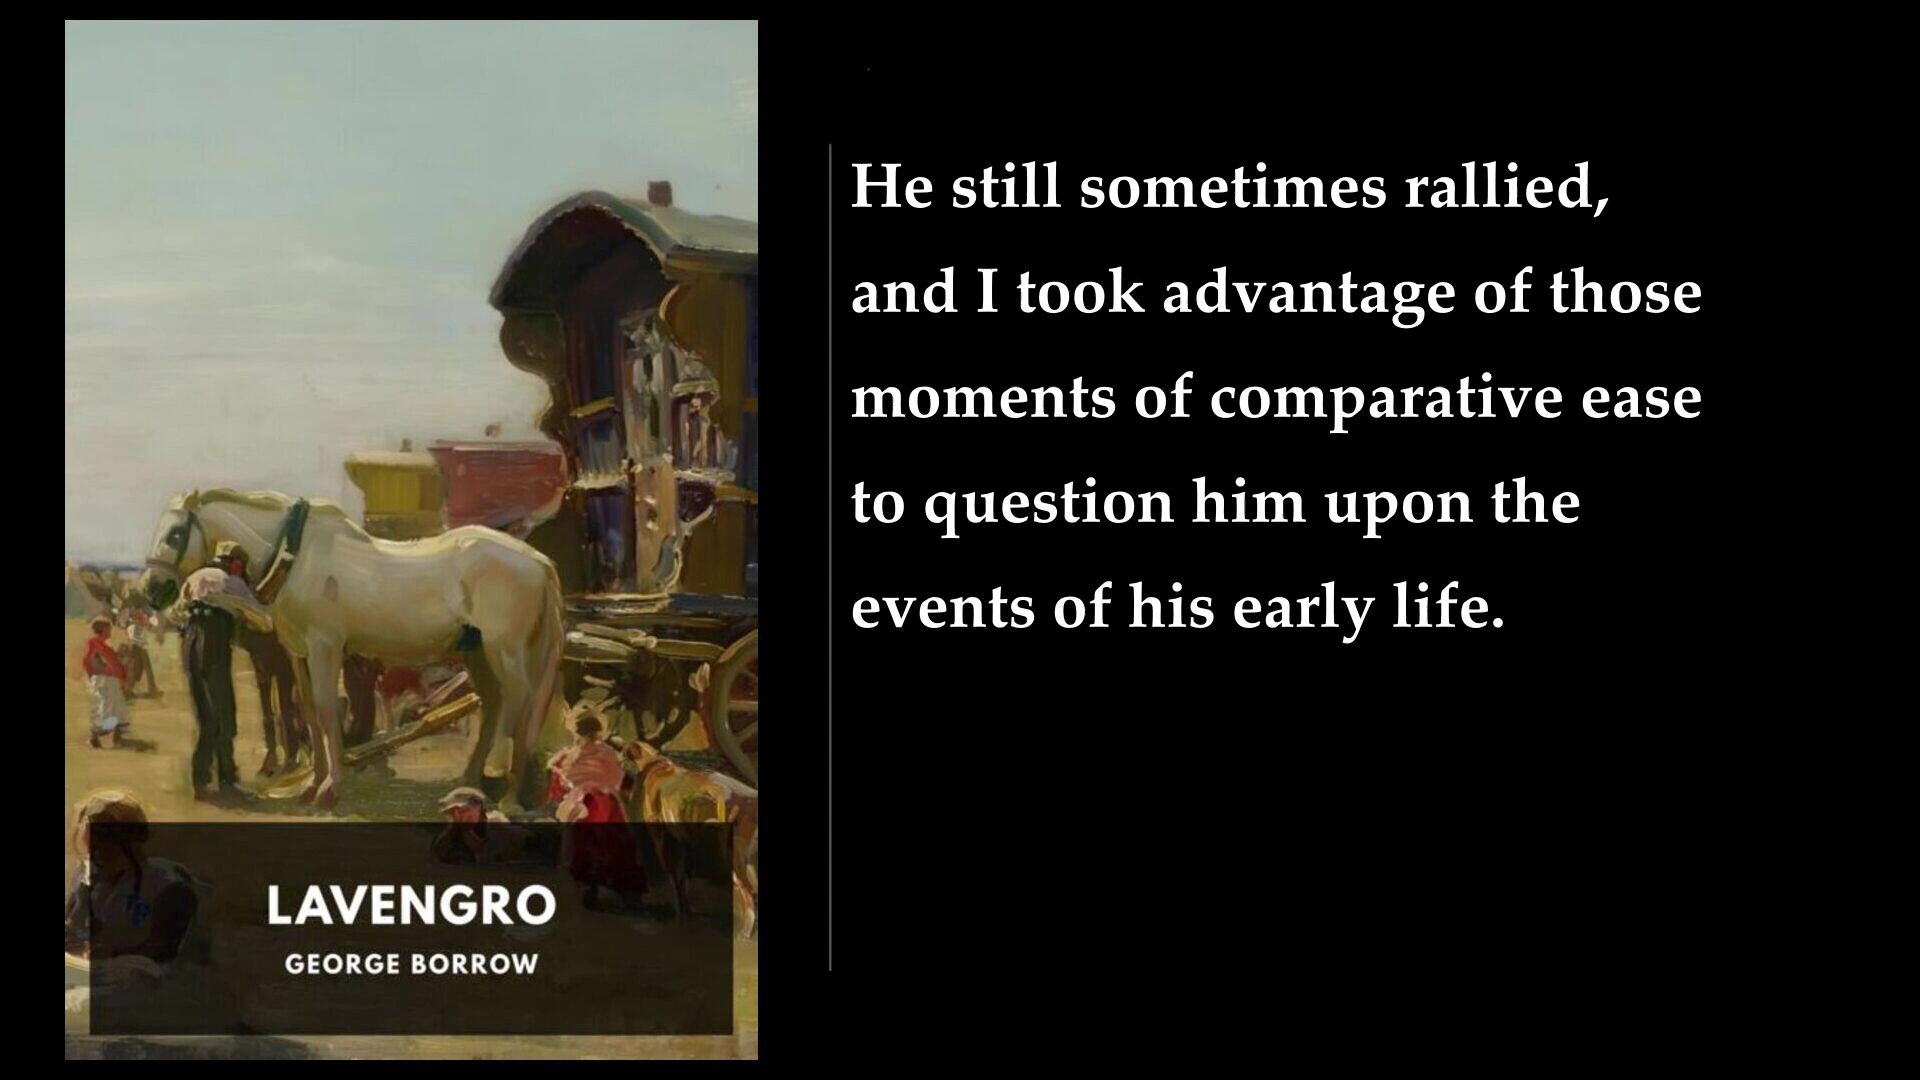 He still sometimes rallied,
and I took advantage of those
moments of comparative ease
to question him upon the
events of his early life.
LAVENGRO
GEORGE BORROW